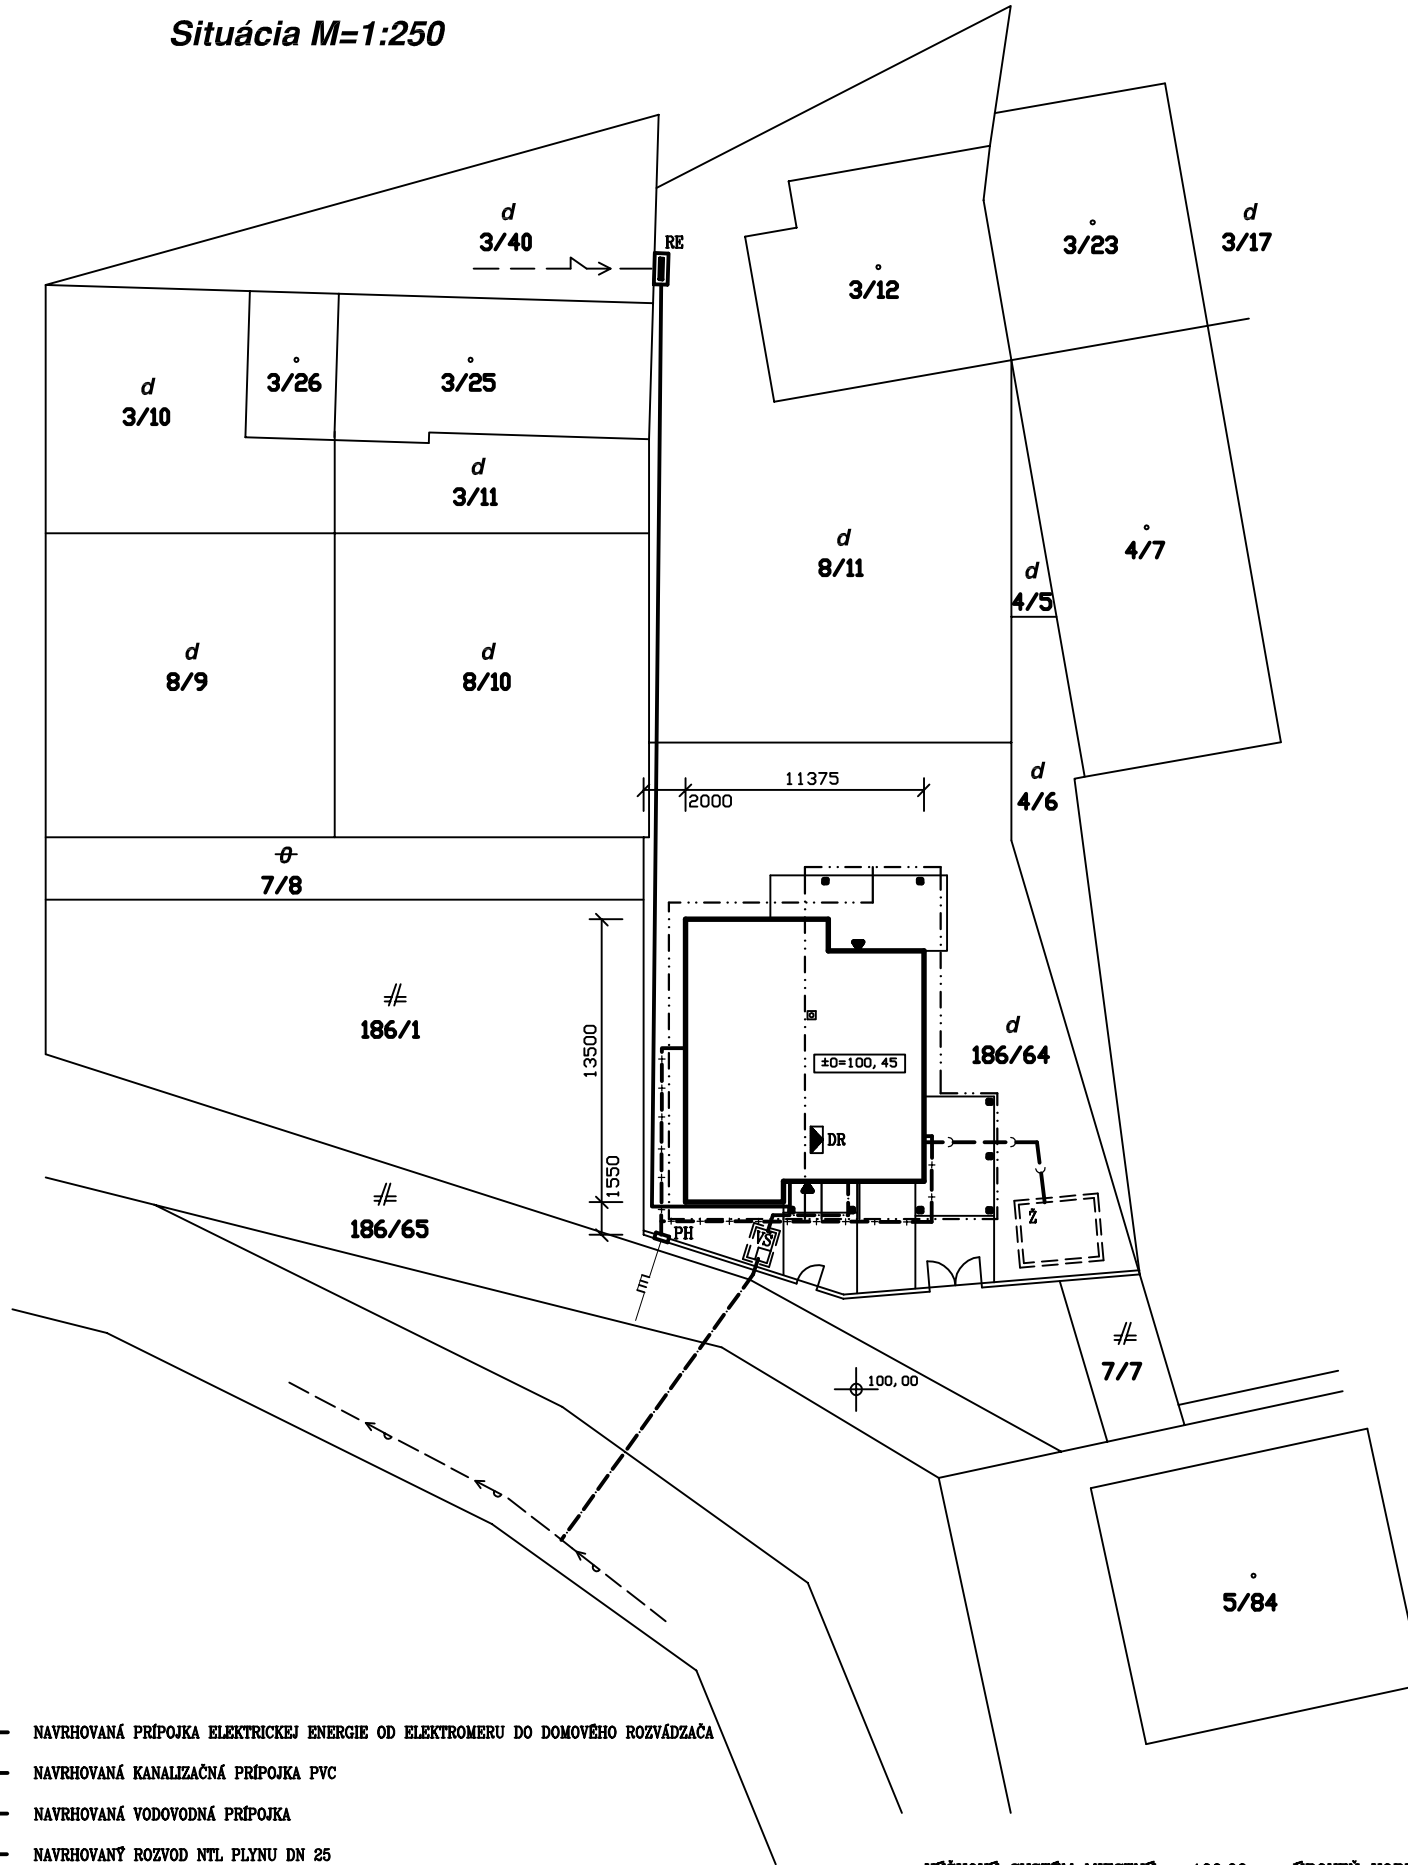 Situácia M=1:250
d
3/40
RE
3/12
3/23
d
3/17
d
3/10
3/26
3/25
d
3/11
d
8/11
d
4/5
4/7
d
8/9
d
8/10
d
4/6
11375
2000
7/8
186/1
13500
1550
±0=100,45
d
186/64
DR
186/65
PH
VŠ
Ž
7/7
100,00
5/84
NAVRHOVANÁ PRÍPOJKA ELEKTRICKEJ ENERGIE OD ELEKTROMERU DO DOMOVÉHO ROZVÁDZAČA
NAVRHOVANÁ KANALIZAČNÁ PRÍPOJKA PVC
NAVRHOVANÁ VODOVODNÁ PRÍPOJKA
NAVRHOVANÝ ROZVOD NTL PLYNU DN 25